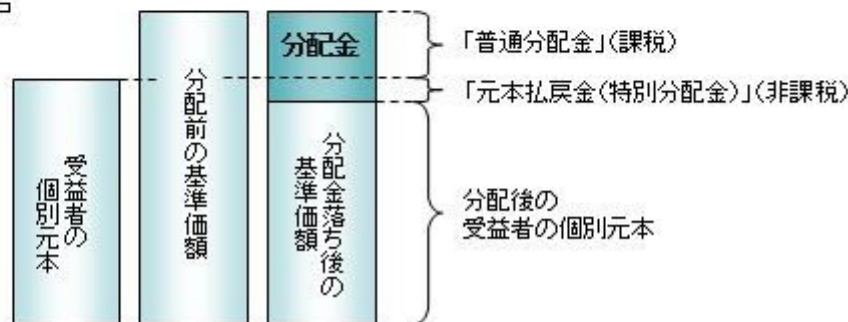 受益者の
個別元本
分配前の基準価額
分配金
分配金落ち後の
基準価額
「普通分配金」(課税)
「元本払戻金(特別分配金)」(非課税)
分配後の
受益者の個別元本